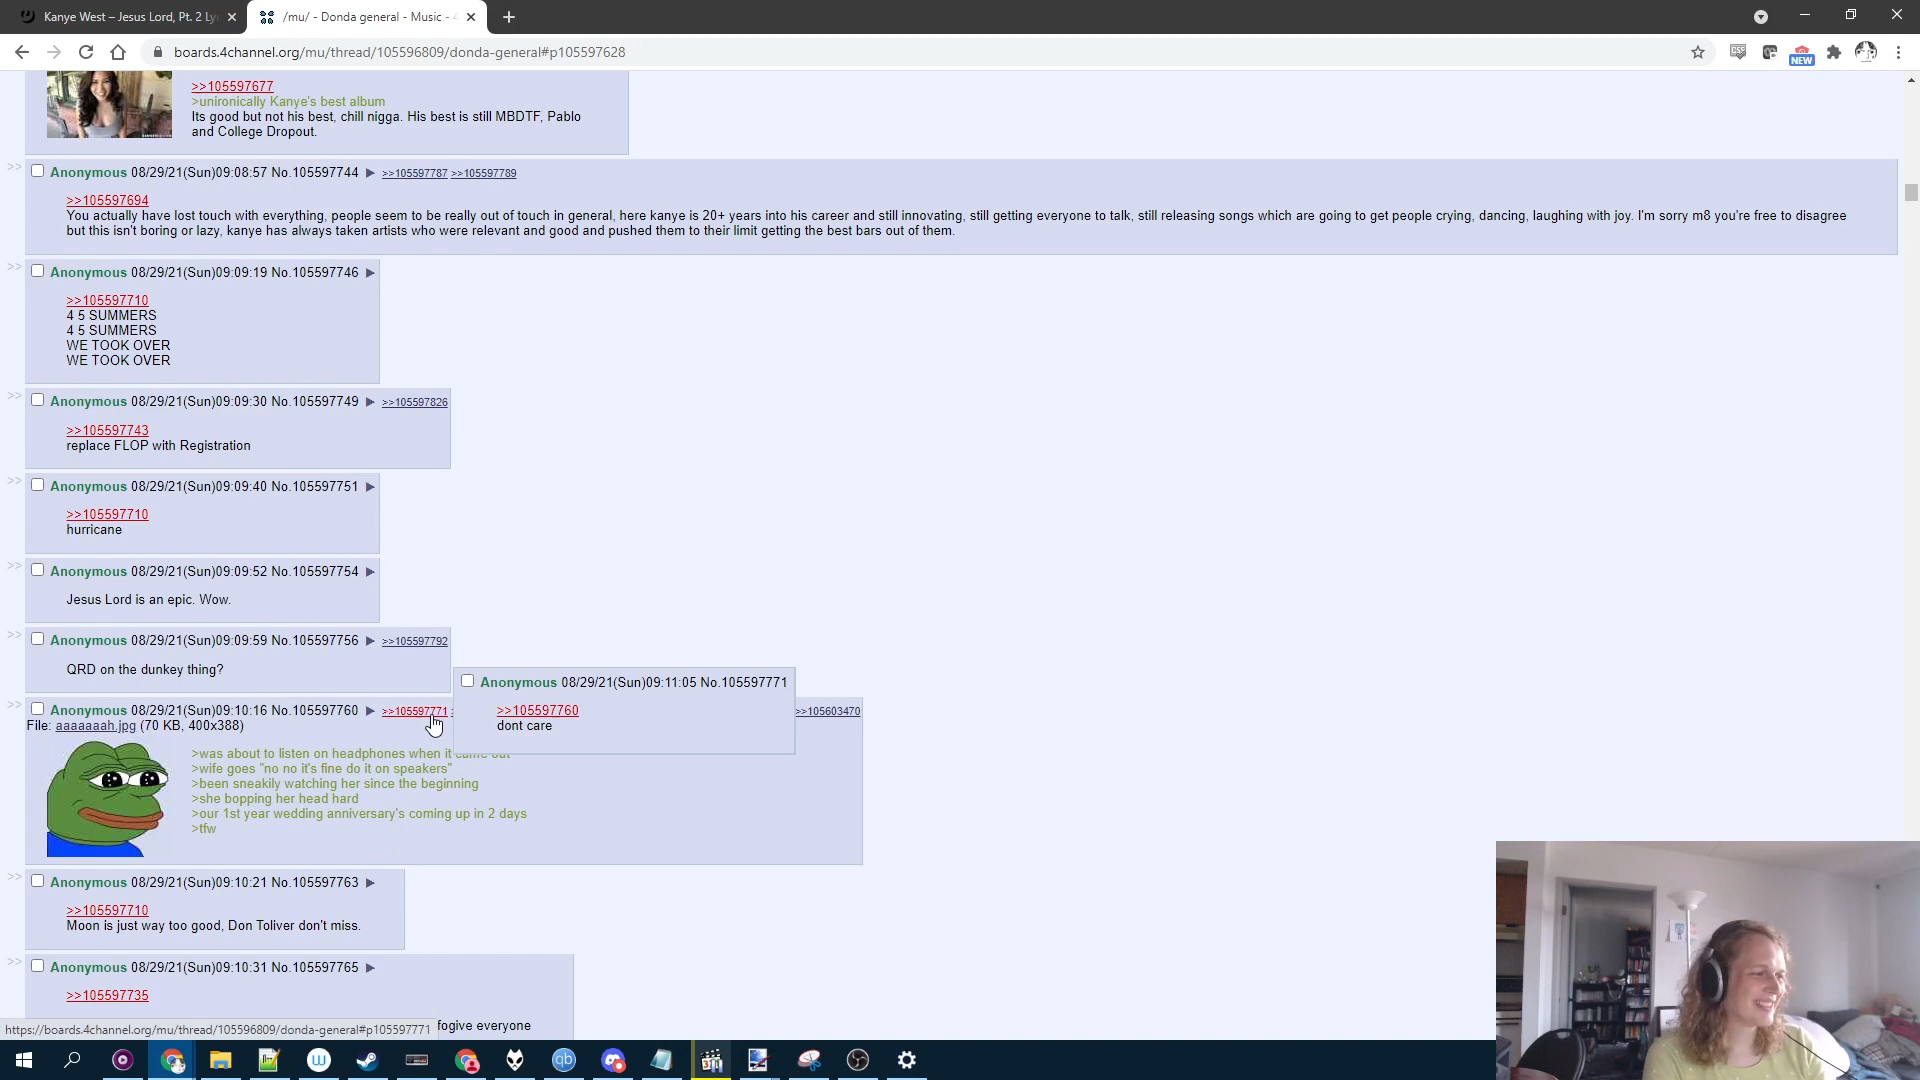 Kanye West – Jesus Lord, Pt. 2 Ly
/mu/ - Donda general - Music - 4
boards.4channel.org/mu/thread/105596809/donda-general#p105597628
NEW
>>105597677
>unironically Kanye's best album
Its good but not his best, chill nigga. His best is still MBDTF, Pablo
and College Dropout.
>> Anonymous 08/29/21(Sun)09:08:57 No.105597744 ▶ >>105597787 >>105597789
>>105597694
You actually have lost touch with everything, people seem to be really out of touch in general, here kanye is 20+ years into his career and still innovating, still getting everyone to talk, still releasing songs which are going to get people crying, dancing, laughing with joy. I'm sorry m8 you're free to disagree
but this isn't boring or lazy, kanye has always taken artists who were relevant and good and pushed them to their limit getting the best bars out of them.
>> Anonymous 08/29/21(Sun)09:09:19 No.105597746 ▶
>>105597710
4 5 SUMMERS
4 5 SUMMERS
WE TOOK OVER
WE TOOK OVER
>> Anonymous 08/29/21(Sun)09:09:30 No.105597749 ▶ >>105597826
>>105597743
replace FLOP with Registration
>> Anonymous 08/29/21(Sun)09:09:40 No.105597751 ▶
>>105597710
hurricane
>> Anonymous 08/29/21(Sun)09:09:52 No.105597754 ▶
Jesus Lord is an epic. Wow.
>> Anonymous 08/29/21(Sun)09:09:59 No.105597756 ▶ >>105597792
QRD on the dunkey thing?
Anonymous 08/29/21(Sun)09:11:05 No.105597771
>>105597760
dont care
>> Anonymous 08/29/21(Sun)09:10:16 No.105597760 ▶ >>105597771 >>105603470
File: aaaaaaah.jpg (70 KB, 400x388)
>was about to listen on headphones when it came out
>wife goes "no no it's fine do it on speakers"
>been sneakily watching her since the beginning
>she bopping her head hard
>our 1st year wedding anniversary's coming up in 2 days
>tfw
>> Anonymous 08/29/21(Sun)09:10:21 No.105597763 ▶
>>105597710
Moon is just way too good, Don Toliver don't miss.
>> Anonymous 08/29/21(Sun)09:10:31 No.105597765 ▶
>>105597735
fogive everyone
https://boards.4channel.org/mu/thread/105596809/donda-general#p105597771